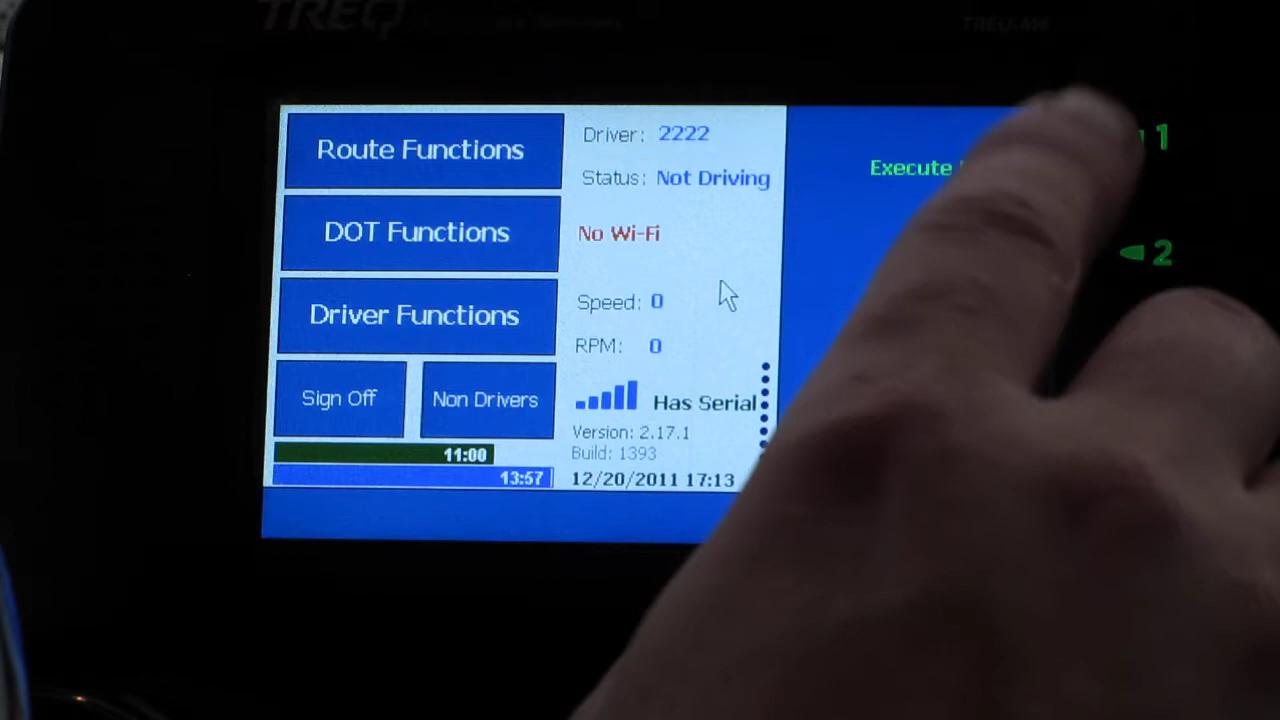 TREQ
Route Functions
DOT Functions
Driver Functions
Sign Off
Non Drivers
11:00
13:57
Driver: 2222
Status: Not Driving
No Wi-Fi
Speed: 0
RPM: 0
Has Serial
Version: 2.17.1
Build: 1393
12/20/2011 17:13
Execute
1
2